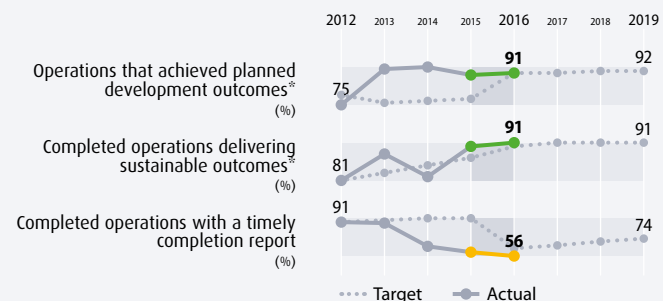 2012 2013 2014 2015 2016 2017 2018 2019
Operations that achieved planned
development outcomes*
(%)
75
91
92
Completed operations delivering
sustainable outcomes*
(%)
81
91
91
Completed operations with a timely
completion report
(%)
91
56
74
Target Actual